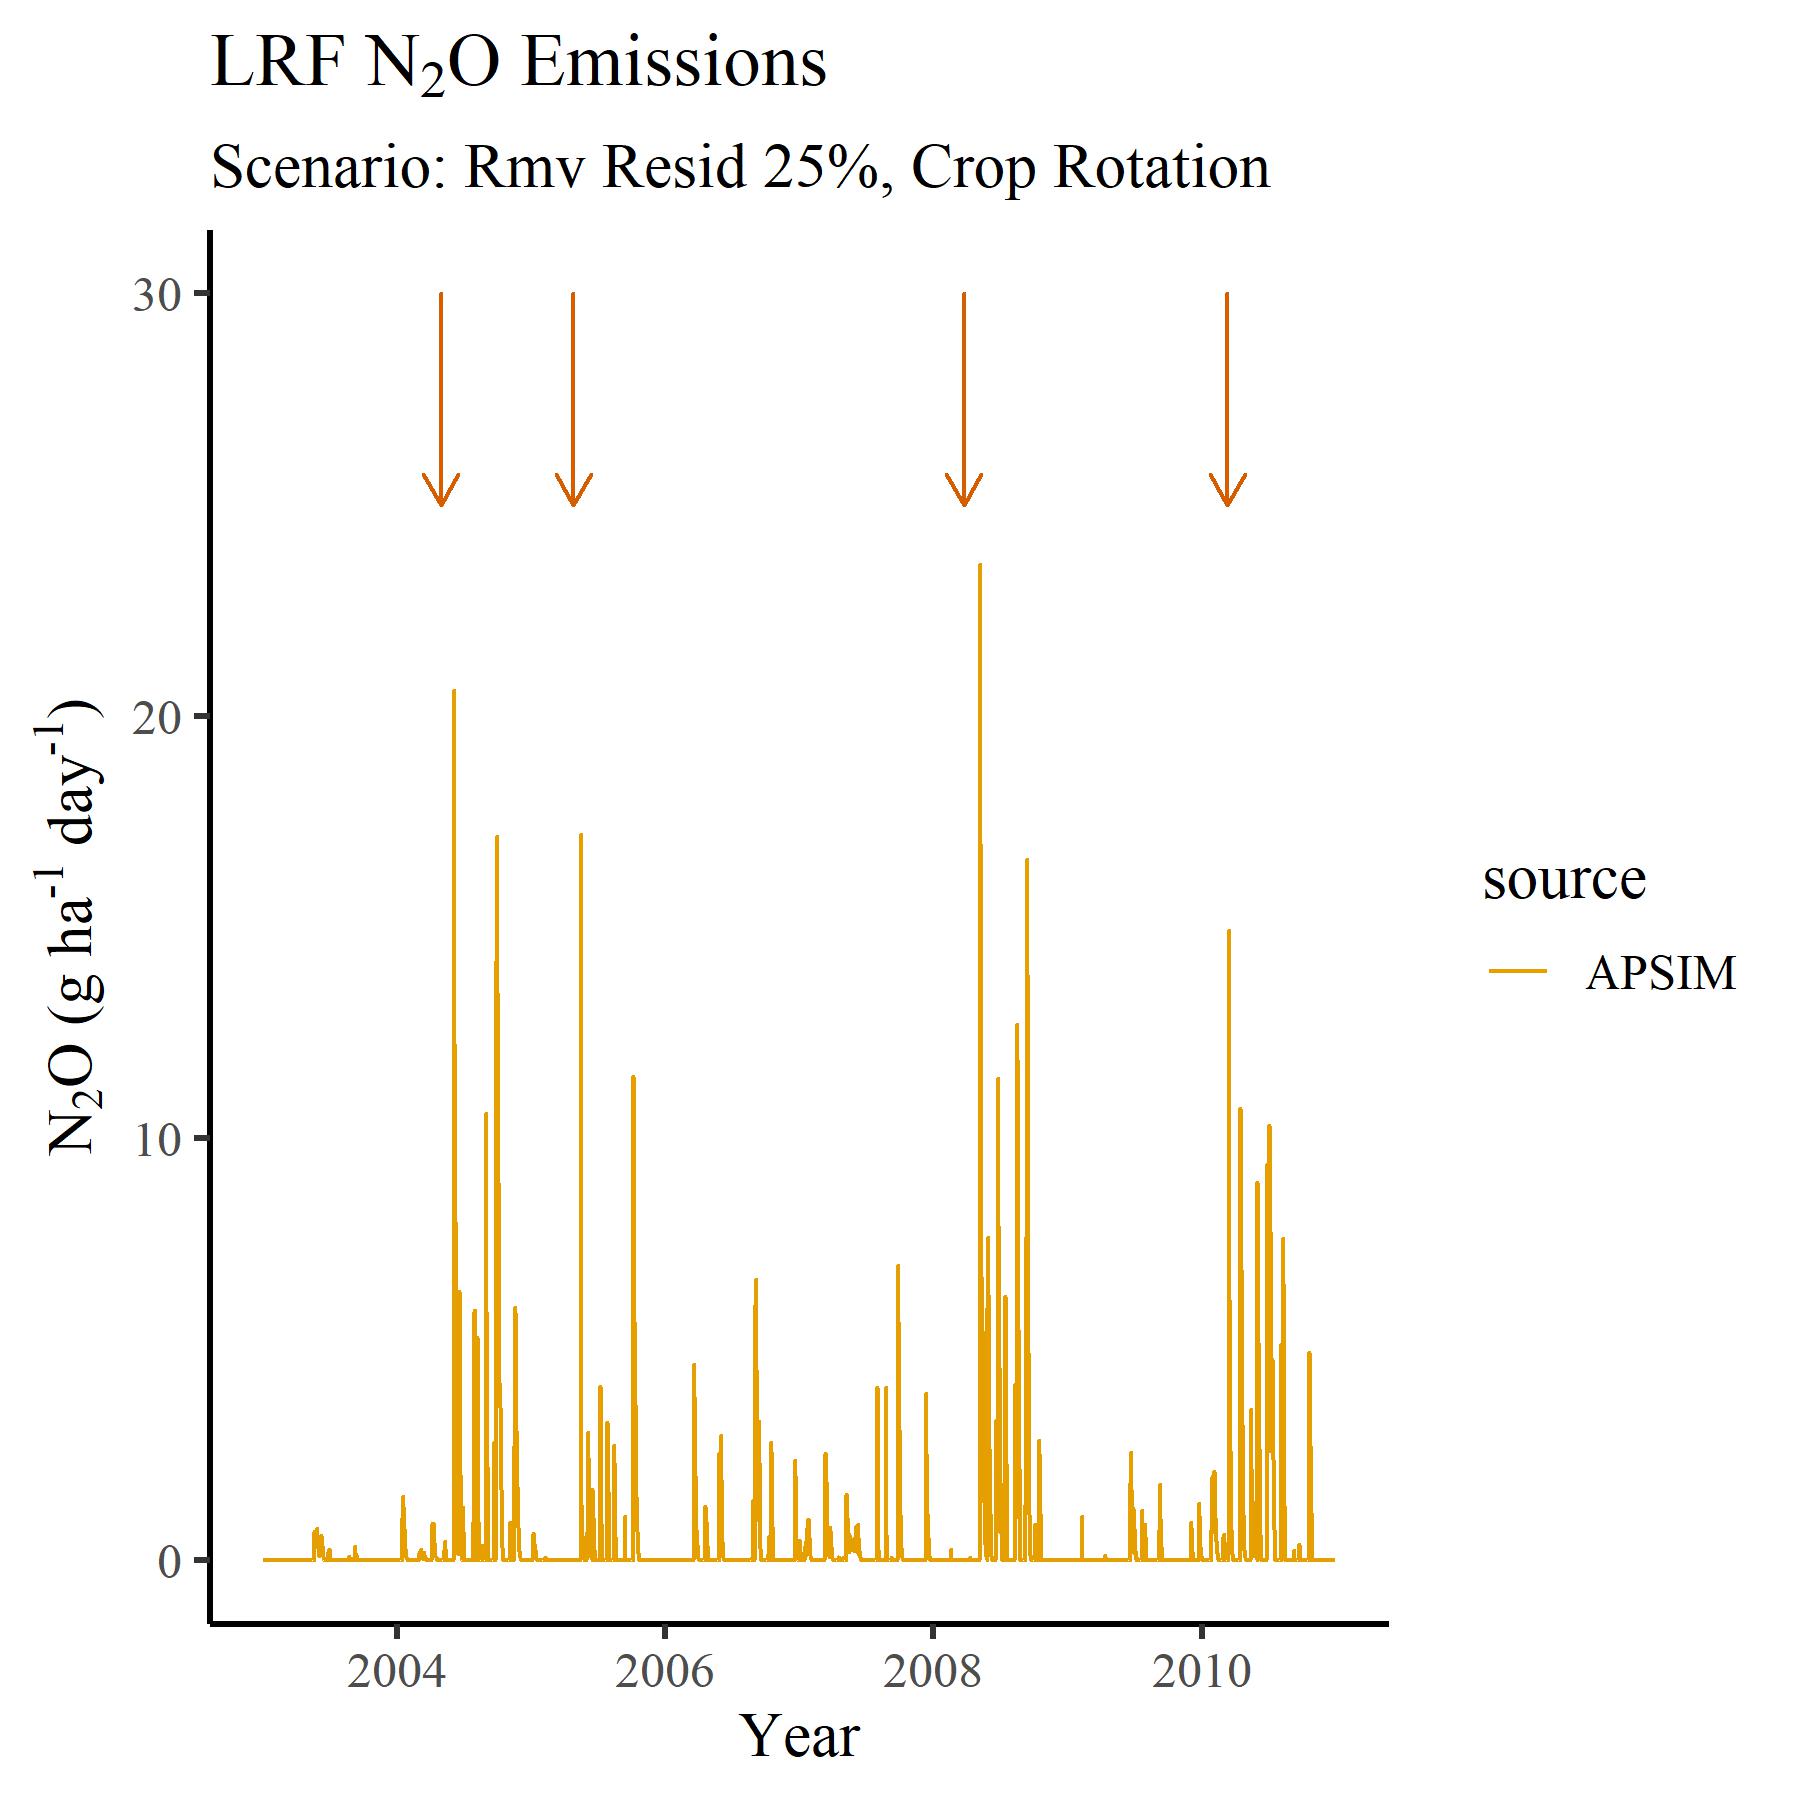 LRF N₂O Emissions
Scenario: Rmv Resid 25%, Crop Rotation
N₂O (g ha⁻¹ day⁻¹)
30
20
10
0
2004 2006 2008 2010
Year
source
APSIM